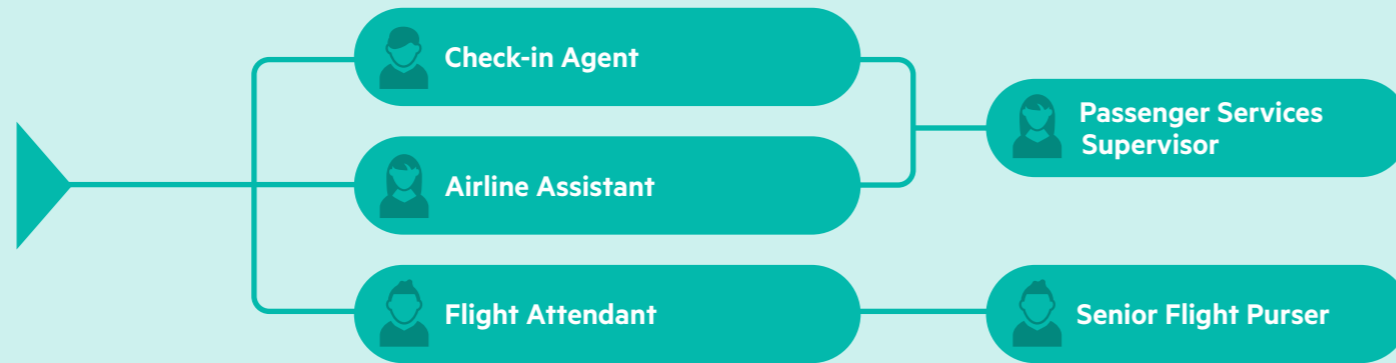 Check-in Agent
Airline Assistant
Flight Attendant
Passenger Services
Supervisor
Senior Flight Purser